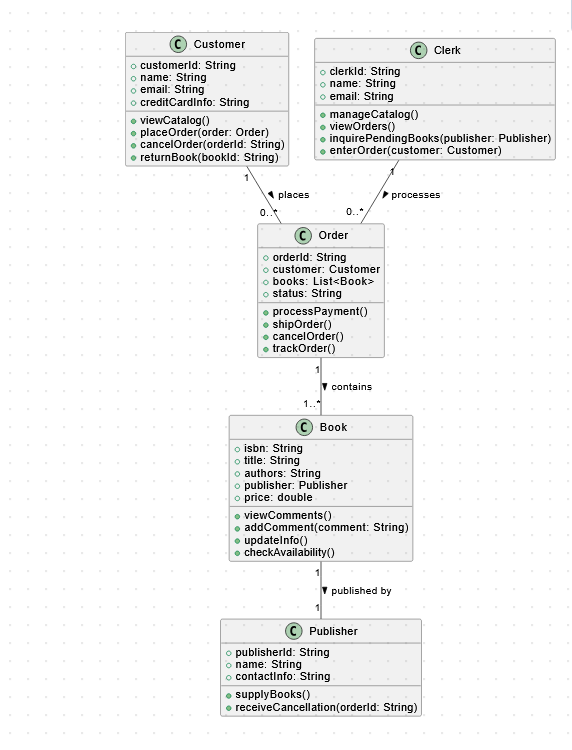 C Customer
customerId: String
name: String
email: String
creditCardInfo: String
viewCatalog()
placeOrder(order: Order)
cancelOrder(orderId: String)
returnBook(bookId: String)
C Clerk
clerkId: String
name: String
email: String
manageCatalog()
viewOrders()
inquirePendingBooks(publisher: Publisher)
enterOrder(customer: Customer)
1
places
0..*
1
processes
0..*
C Order
orderId: String
customer: Customer
books: List<Book>
status: String
processPayment()
shipOrder()
cancelOrder()
trackOrder()
1
contains
1..*
C Book
isbn: String
title: String
authors: String
publisher: Publisher
price: double
viewComments()
addComment(comment: String)
updateInfo()
checkAvailability()
1
published by
1
C Publisher
publisherId: String
name: String
contactInfo: String
supplyBooks()
receiveCancellation(orderId: String)